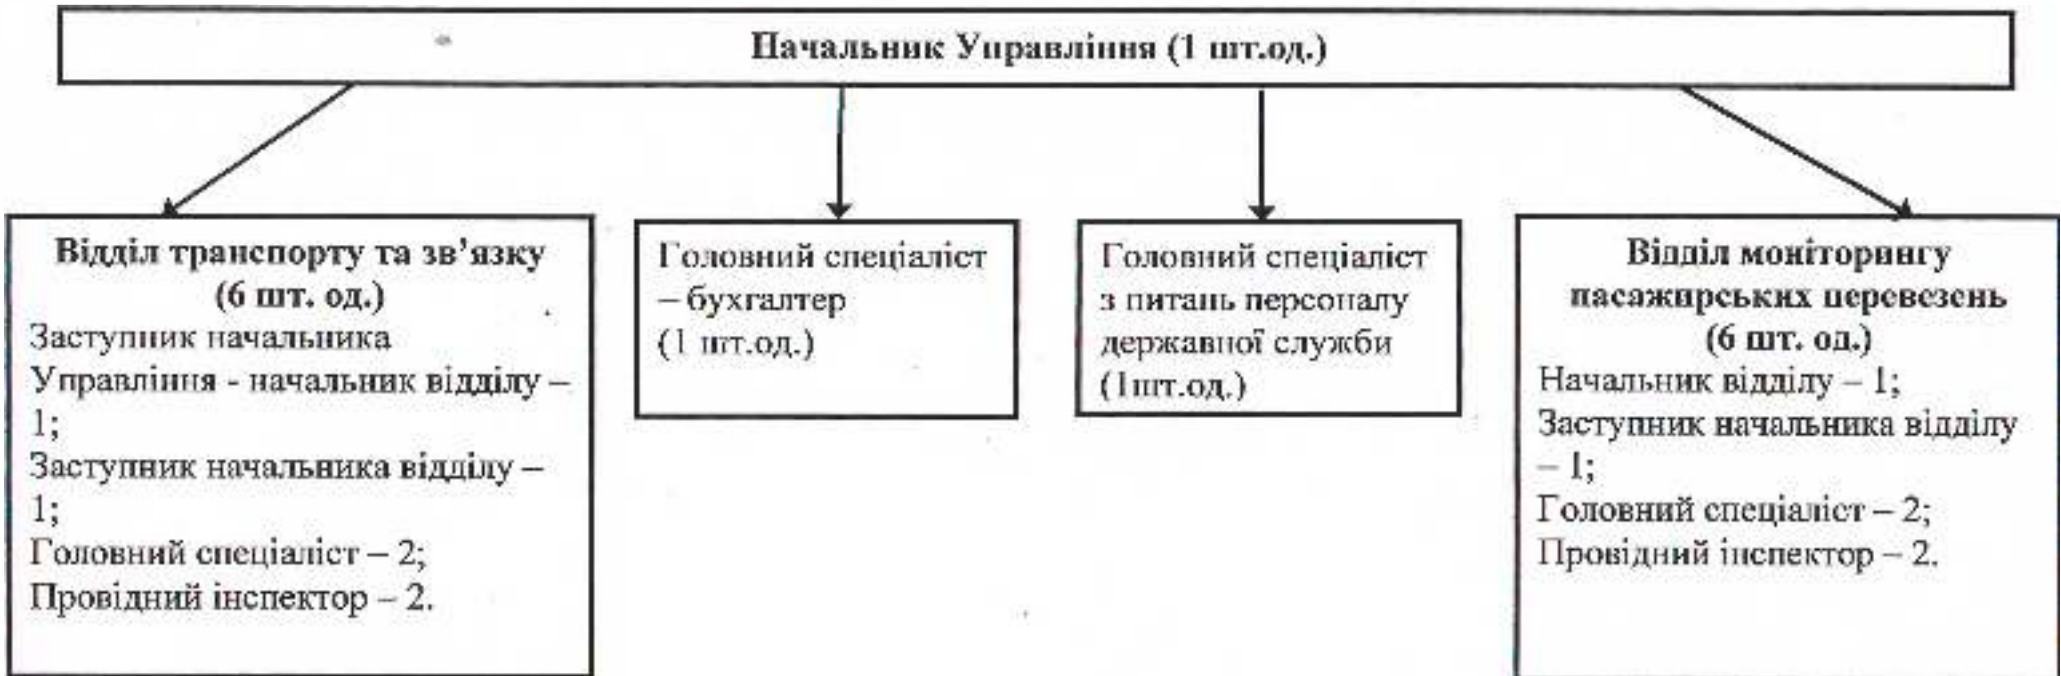 Начальник Управління (1 шт.од.)
Відділ транспорту та зв’язку
(6 шт. од.)
Заступник начальника
Управління - начальник відділу –
1;
Заступник начальника відділу –
1;
Головний спеціаліст – 2;
Провідний інспектор – 2.
Головний спеціаліст
– бухгалтер
(1 шт.од.)
Головний спеціаліст
з питань персоналу
державної служби
(1шт.од.)
Відділ моніторингу
пасажирських перевезень
(6 шт. од.)
Начальник відділу – 1;
Заступник начальника відділу
– 1;
Головний спеціаліст – 2;
Провідний інспектор – 2.